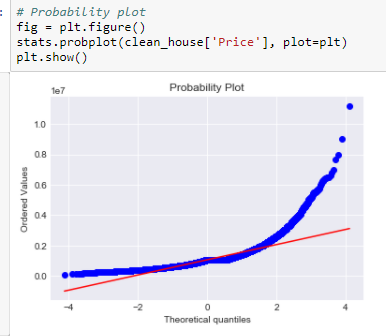 # Probability plot
fig = plt.figure()
stats.probplot(clean_house['Price'], plot=plt)
plt.show()
Probability Plot
1e7
1.0
0.8
0.6
0.4
0.2
0.0
Ordered Values
−4 −2 0 2 4
Theoretical quantiles